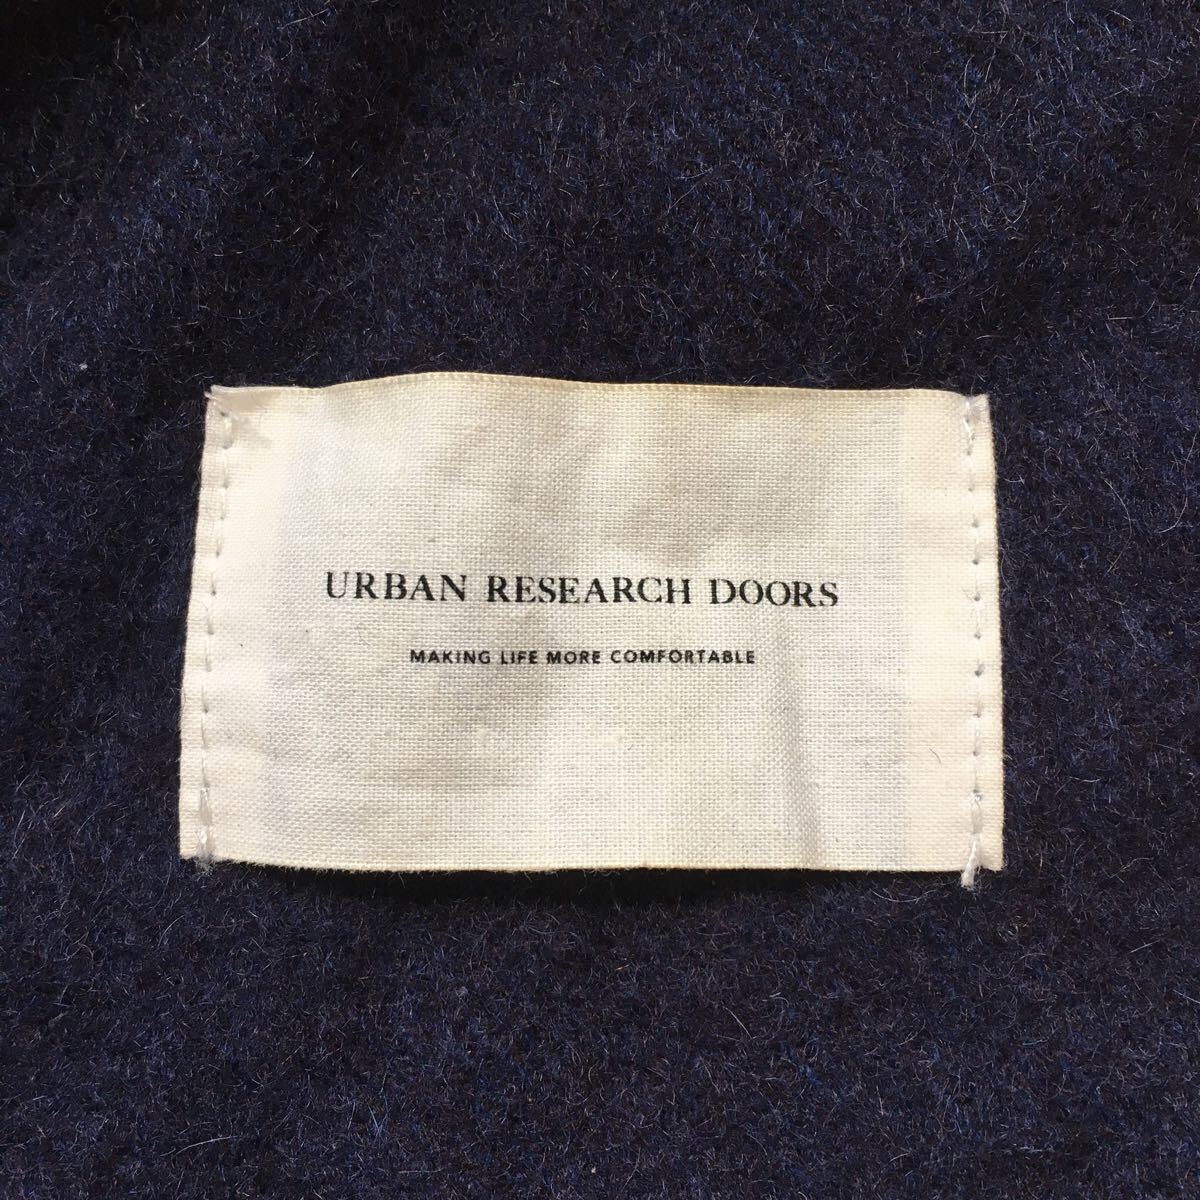 URBAN RESEARCH DOORS
MAKING LIFE MORE COMFORTABLE